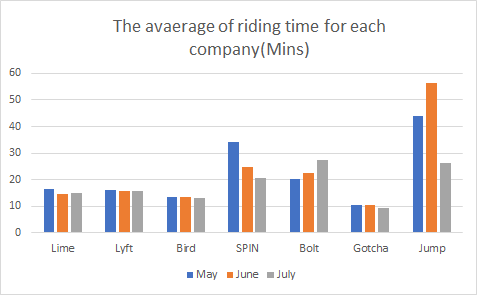 The avaerage of riding time for each
company(Mins)
60
50
40
30
20
10
0
Lime Lyft Bird SPIN Bolt Gotcha Jump
May June July